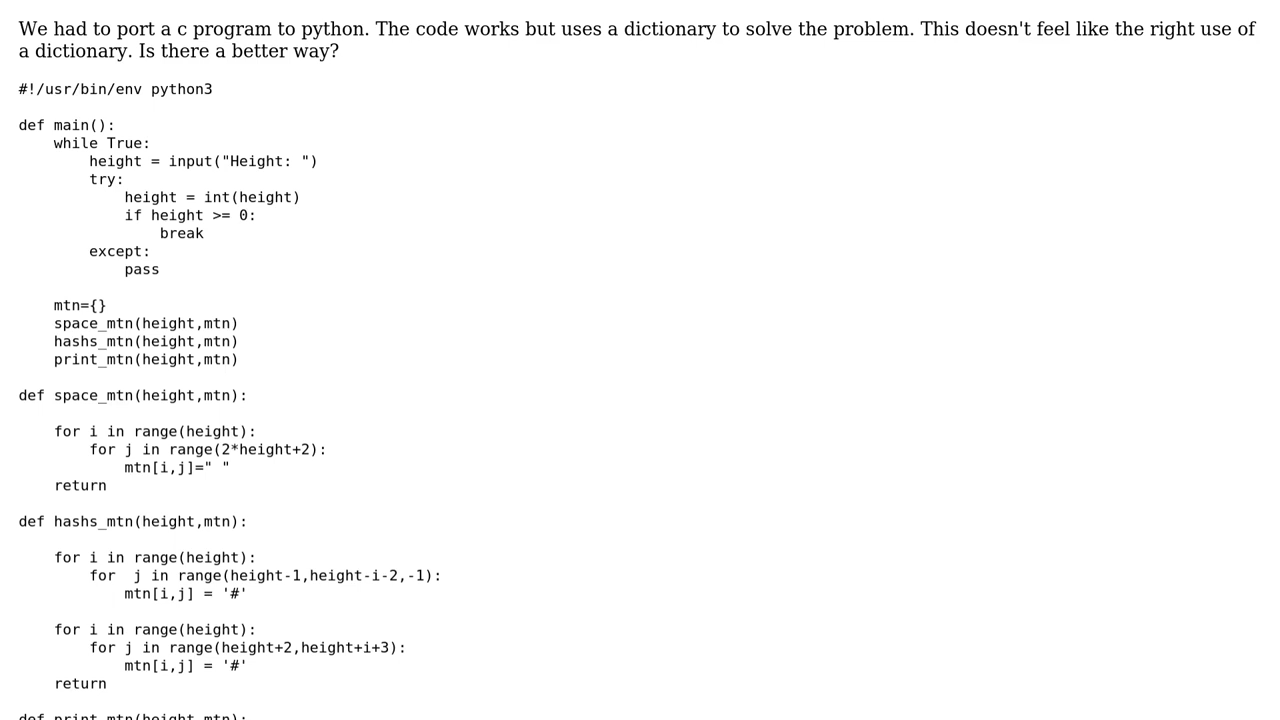 We had to port a c program to python. The code works but uses a dictionary to solve the problem. This doesn't feel like the right use of
a dictionary. Is there a better way?
#!/usr/bin/env python3
def main():
    while True:
        height = input("Height: ")
        try:
            height = int(height)
            if height >= 0:
                break
        except:
            pass
    mtn={}
    space_mtn(height,mtn)
    hashs_mtn(height,mtn)
    print_mtn(height,mtn)
def space_mtn(height,mtn):
    for i in range(height):
        for j in range(2*height+2):
            mtn[i,j]=" "
    return
def hashs_mtn(height,mtn):
    for i in range(height):
        for  j in range(height-1,height-i-2,-1):
            mtn[i,j] = '#'
    for i in range(height):
        for j in range(height+2,height+i+3):
            mtn[i,j] = '#'
    return
def print_mtn(height,mtn):